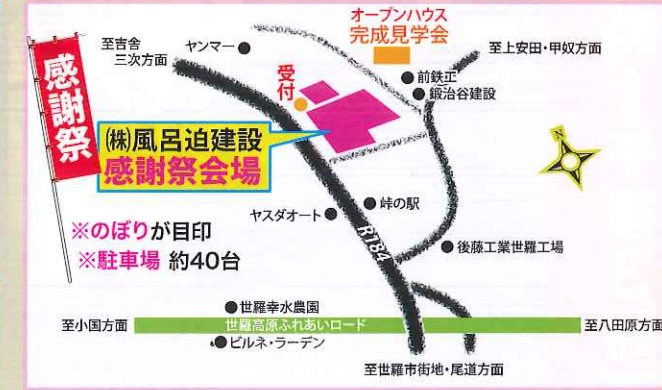 オープンハウス
完成見学会
至吉舎
三次方面
ヤンマー
至上安田・甲奴方面
感謝祭
受付
前鉄工
鍛治谷建設
(株)風呂迫建設
感謝祭会場
N
ヤスダオート
峠の駅
※のぼりが目印
※駐車場 約40台
R184
後藤工業世羅工場
世羅幸水農園
至小国方面
世羅高原ふれあいロード
至八田原方面
ビルネ・ラーデン
至世羅市街地・尾道方面